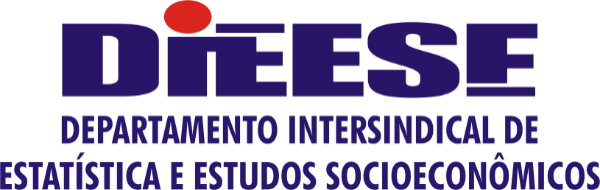 DIEESE
DEPARTAMENTO INTERSINDICAL DE
ESTATÍSTICA E ESTUDOS SOCIOECONÔMICOS